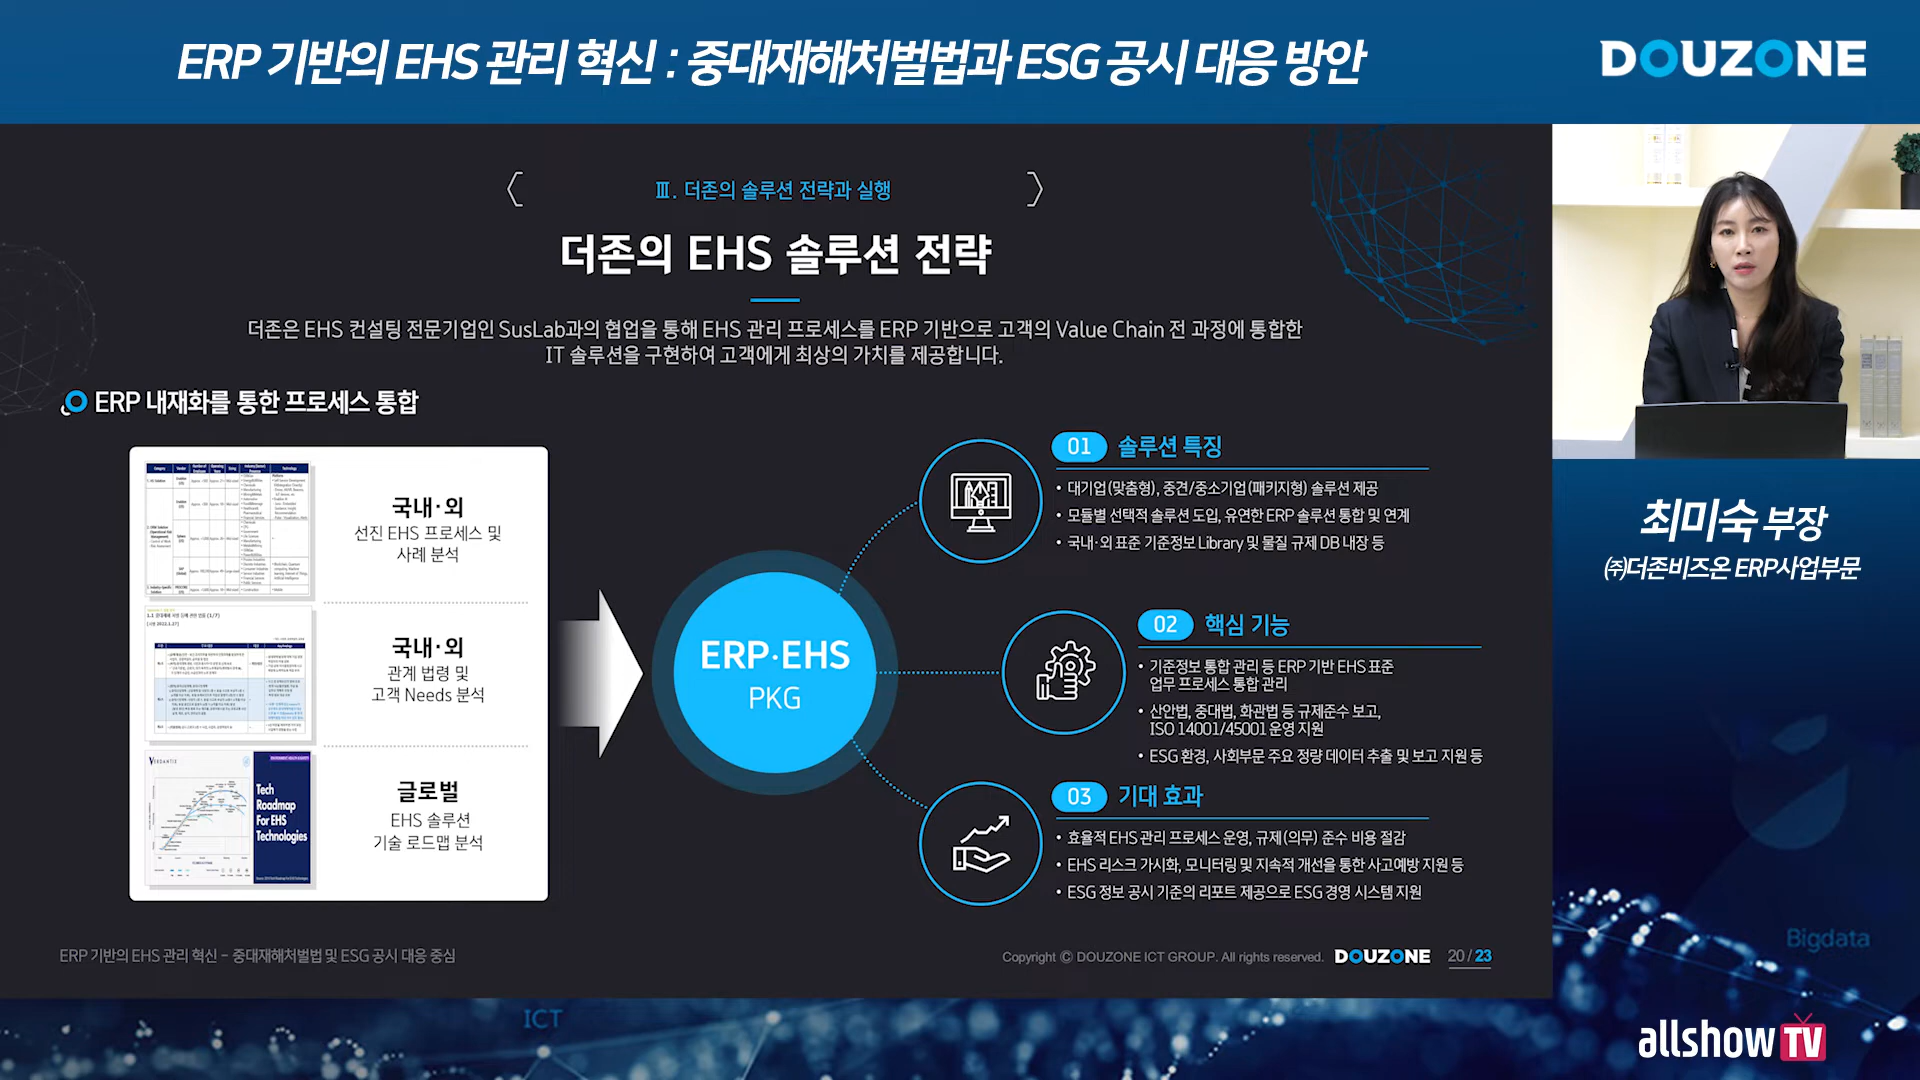 ERP 기반의 EHS 관리 혁신 : 중대재해처벌법과 ESG 공시 대응 방안
DOUZONE
Ⅲ. 더존의 솔루션 전략과 실행
더존의 EHS 솔루션 전략
더존은 EHS 컨설팅 전문기업인 SusLab과의 협업을 통해 EHS 관리 프로세스를 ERP 기반으로 고객의 Value Chain 전 과정에 통합한
IT 솔루션을 구현하여 고객에게 최상의 가치를 제공합니다.
ERP 내재화를 통한 프로세스 통합
국내·외
선진 EHS 프로세스 및
사례 분석
국내·외
관계 법령 및
고객 Needs 분석
VERDANTIX
Tech
Roadmap
For EHS
Technologies
글로벌
EHS 솔루션
기술 로드맵 분석
ERP·EHS
PKG
01 솔루션 특징
• 대기업(맞춤형), 중견/중소기업(패키지형) 솔루션 제공
• 모듈별 선택적 솔루션 도입, 유연한 ERP 솔루션 통합 및 연계
• 국내·외 표준 기준정보 Library 및 물질 규제 DB 내장 등
02 핵심 기능
• 기준정보 통합 관리 등 ERP 기반 EHS 표준
업무 프로세스 통합 관리
• 산안법, 중대법, 화관법 등 규제준수 보고,
ISO 14001/45001 운영 지원
• ESG 환경, 사회부문 주요 정량 데이터 추출 및 보고 지원 등
03 기대 효과
• 효율적 EHS 관리 프로세스 운영, 규제(의무) 준수 비용 절감
• EHS 리스크 가시화, 모니터링 및 지속적 개선을 통한 사고예방 지원 등
• ESG 정보 공시 기준의 리포트 제공으로 ESG 경영 시스템 지원
ERP 기반의 EHS 관리 혁신 – 중대재해처벌법 및 ESG 공시 대응 중심
Copyright © DOUZONE ICT GROUP. All rights reserved. DOUZONE 20 / 23
최미숙 부장
㈜더존비즈온 ERP사업부문
Bigdata
ICT
allshow TV